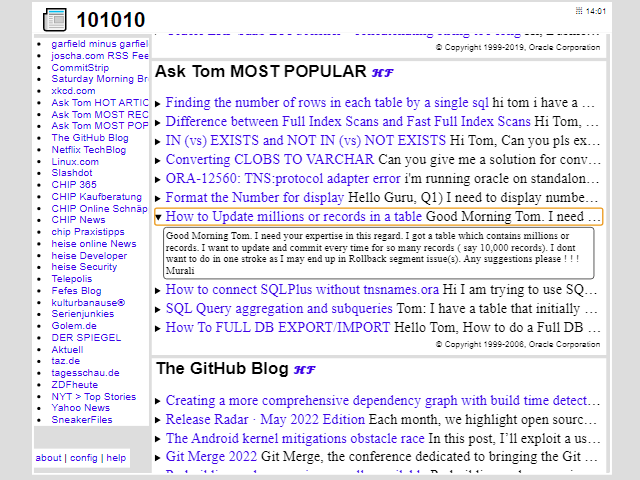 101010
14:01
garfield minus garfiel
joscha.com RSS Fee
CommitStrip
Saturday Morning Br
xkcd.com
Ask Tom HOT ARTIC
Ask Tom MOST REC
Ask Tom MOST POP
The GitHub Blog
Netflix TechBlog
Linux.com
Slashdot
CHIP 365
CHIP Kaufberatung
CHIP Online Schnäp
CHIP News
chip Praxistipps
heise online News
heise Developer
heise Security
Telepolis
Fefes Blog
kulturbanause®
Serienjunkies
Golem.de
DER SPIEGEL
Aktuell
taz.de
tagesschau.de
ZDFheute
NYT > Top Stories
Yahoo News
SneakerFiles
about | config | help
© Copyright 1999-2019, Oracle Corporation
Ask Tom MOST POPULAR HF
Finding the number of rows in each table by a single sql hi tom i have a …
Difference between Full Index Scans and Fast Full Index Scans Hi Tom, …
IN (vs) EXISTS and NOT IN (vs) NOT EXISTS Hi Tom, Can you pls ex…
Converting CLOBS TO VARCHAR Can you give me a solution for conv…
ORA-12560: TNS:protocol adapter error i'm running oracle on standalon…
Format the Number for display Hello Guru, Q1) I need to display numbe…
How to Update millions or records in a table Good Morning Tom. I need …
Good Morning Tom. I need your expertise in this regard. I got a table which contains millions or
records. I want to update and commit every time for so many records ( say 10,000 records). I dont
want to do in one stroke as I may end up in Rollback segment issue(s). Any suggestions please ! ! !
Murali
How to connect SQLPlus without tnsnames.ora Hi I am trying to use SQ…
SQL Query aggregation and subqueries Tom: I have a table that initially …
How To FULL DB EXPORT/IMPORT Hello Tom, How to do a Full DB …
© Copyright 1999-2006, Oracle Corporation
The GitHub Blog HF
Creating a more comprehensive dependency graph with build time detect…
Release Radar · May 2022 Edition Each month, we highlight open sourc…
The Android kernel mitigations obstacle race In this post, I’ll exploit a us…
Git Merge 2022 Git Merge, the conference dedicated to bringing the Git …